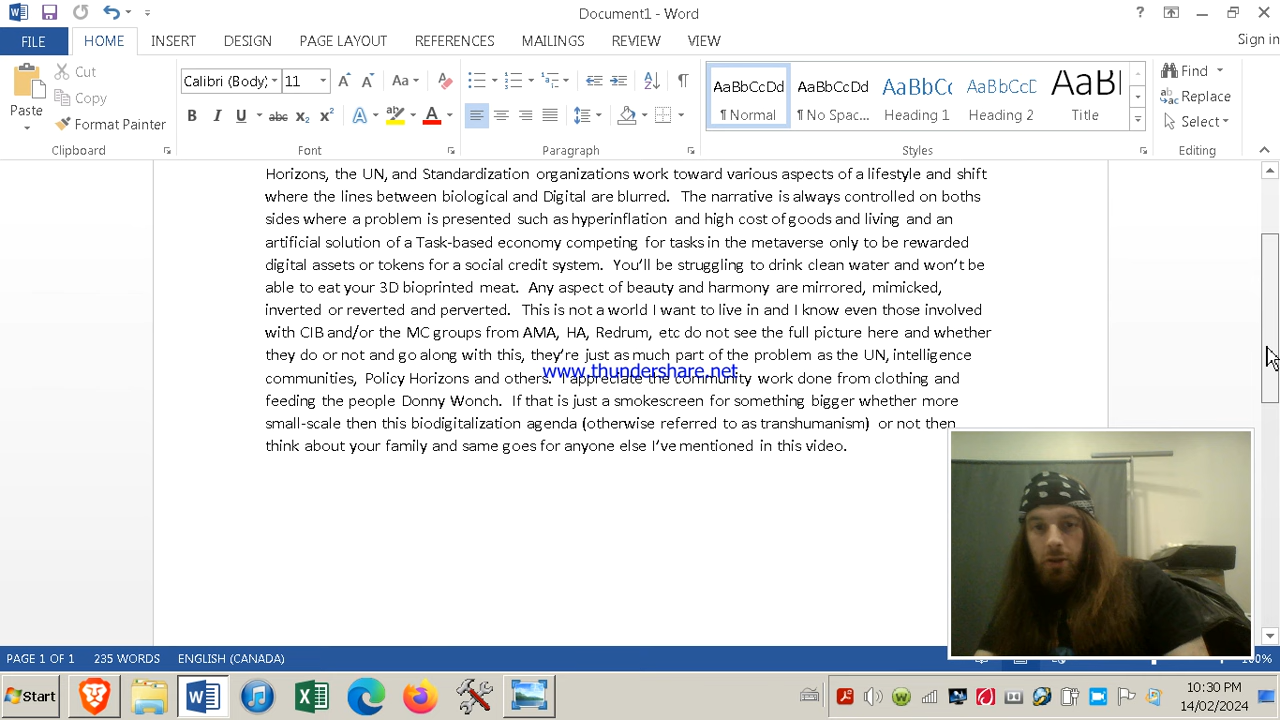 Document1 - Word
?
FILE
HOME
INSERT
DESIGN
PAGE LAYOUT
REFERENCES
MAILINGS
REVIEW
VIEW
Sign in
Paste
Cut
Copy
Format Painter
Clipboard
Calibri (Body)
11
Aa
B I U abc x₂ x² A A
Font
Paragraph
AaBbCcDd
¶ Normal
AaBbCcDd
¶ No Spac...
AaBbCc
Heading 1
AaBbCcD
Heading 2
AaBl
Title
Styles
Find
Replace
Select
Editing
Horizons, the UN, and Standardization organizations work toward various aspects of a lifestyle and shift
where the lines between biological and Digital are blurred. The narrative is always controlled on boths
sides where a problem is presented such as hyperinflation and high cost of goods and living and an
artificial solution of a Task-based economy competing for tasks in the metaverse only to be rewarded
digital assets or tokens for a social credit system. You'll be struggling to drink clean water and won't be
able to eat your 3D bioprinted meat. Any aspect of beauty and harmony are mirrored, mimicked,
inverted or reverted and perverted. This is not a world I want to live in and I know even those involved
with CIB and/or the MC groups from AMA, HA, Redrum, etc do not see the full picture here and whether
they do or not and go along with this, they're just as much part of the problem as the UN, intelligence
www.thundershare.net
communities, Policy Horizons and others. I appreciate the community work done from clothing and
feeding the people Donny Wonch. If that is just a smokescreen for something bigger whether more
small-scale then this biodigitalization agenda (otherwise referred to as transhumanism) or not then
think about your family and same goes for anyone else I've mentioned in this video.
PAGE 1 OF 1
235 WORDS
ENGLISH (CANADA)
100%
Start
10:30 PM
14/02/2024